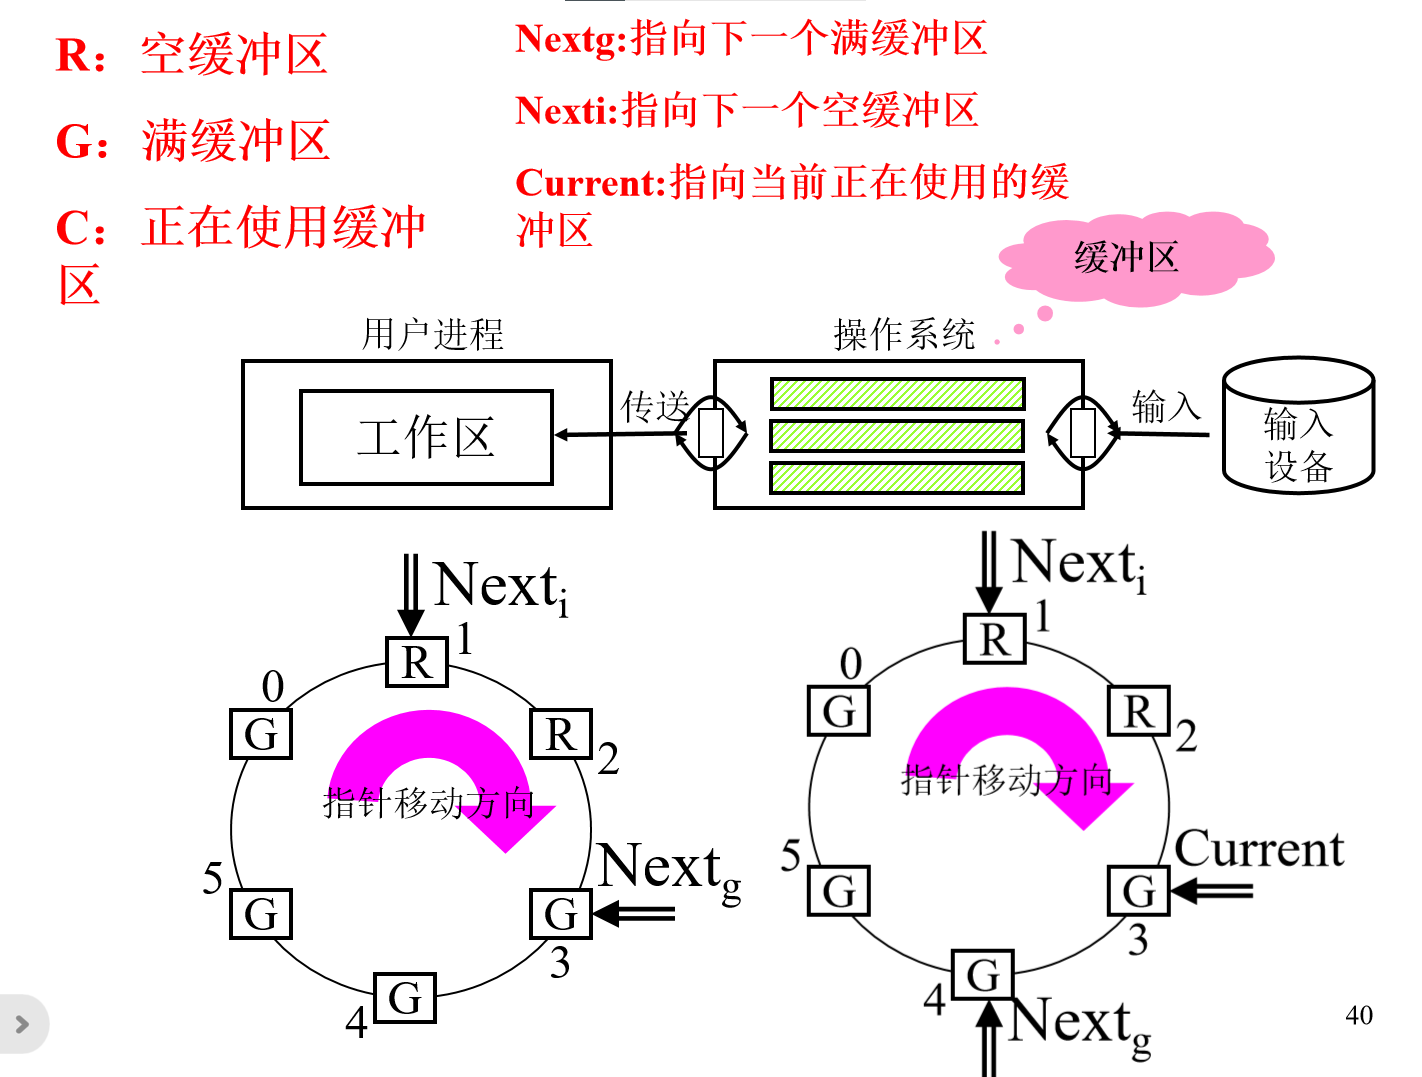 R：空缓冲区
G：满缓冲区
C：正在使用缓冲
区
Nextg:指向下一个满缓冲区
Nexti:指向下一个空缓冲区
Current:指向当前正在使用的缓
冲区
缓冲区
用户进程
操作系统
工作区
传送
输入
输入
设备
Nexti
1
R
0
G
R
2
指针移动方向
5
G
G
Nextg
3
4
G
Nexti
1
R
0
G
R
2
指针移动方向
5
G
G
Current
3
4
G
Nextg
40